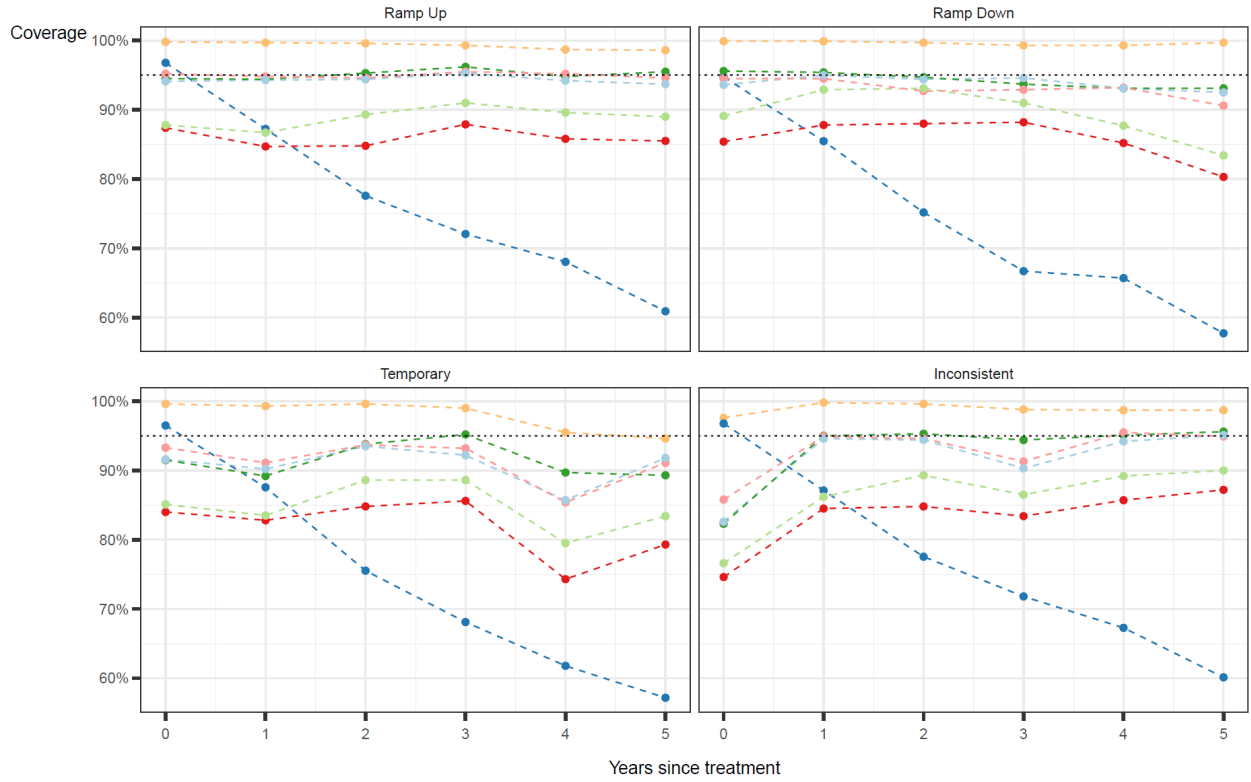 Ramp Up
Ramp Down
Coverage
100%
90%
80%
70%
60%
Temporary
Inconsistent
100%
90%
80%
70%
60%
0 1 2 3 4 5
0 1 2 3 4 5
Years since treatment